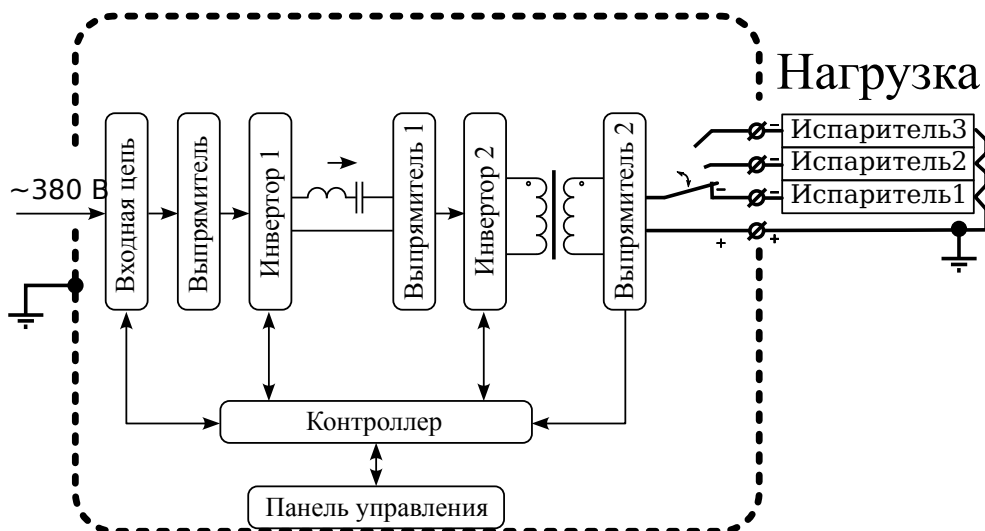 Нагрузка
Испаритель3
Испаритель2
Испаритель1
~380 В
Входная цепь
Выпрямитель
Инвертор 1
Выпрямитель 1
Инвертор 2
Выпрямитель 2
- -
- -
- -
+ +
Контроллер
Панель управления